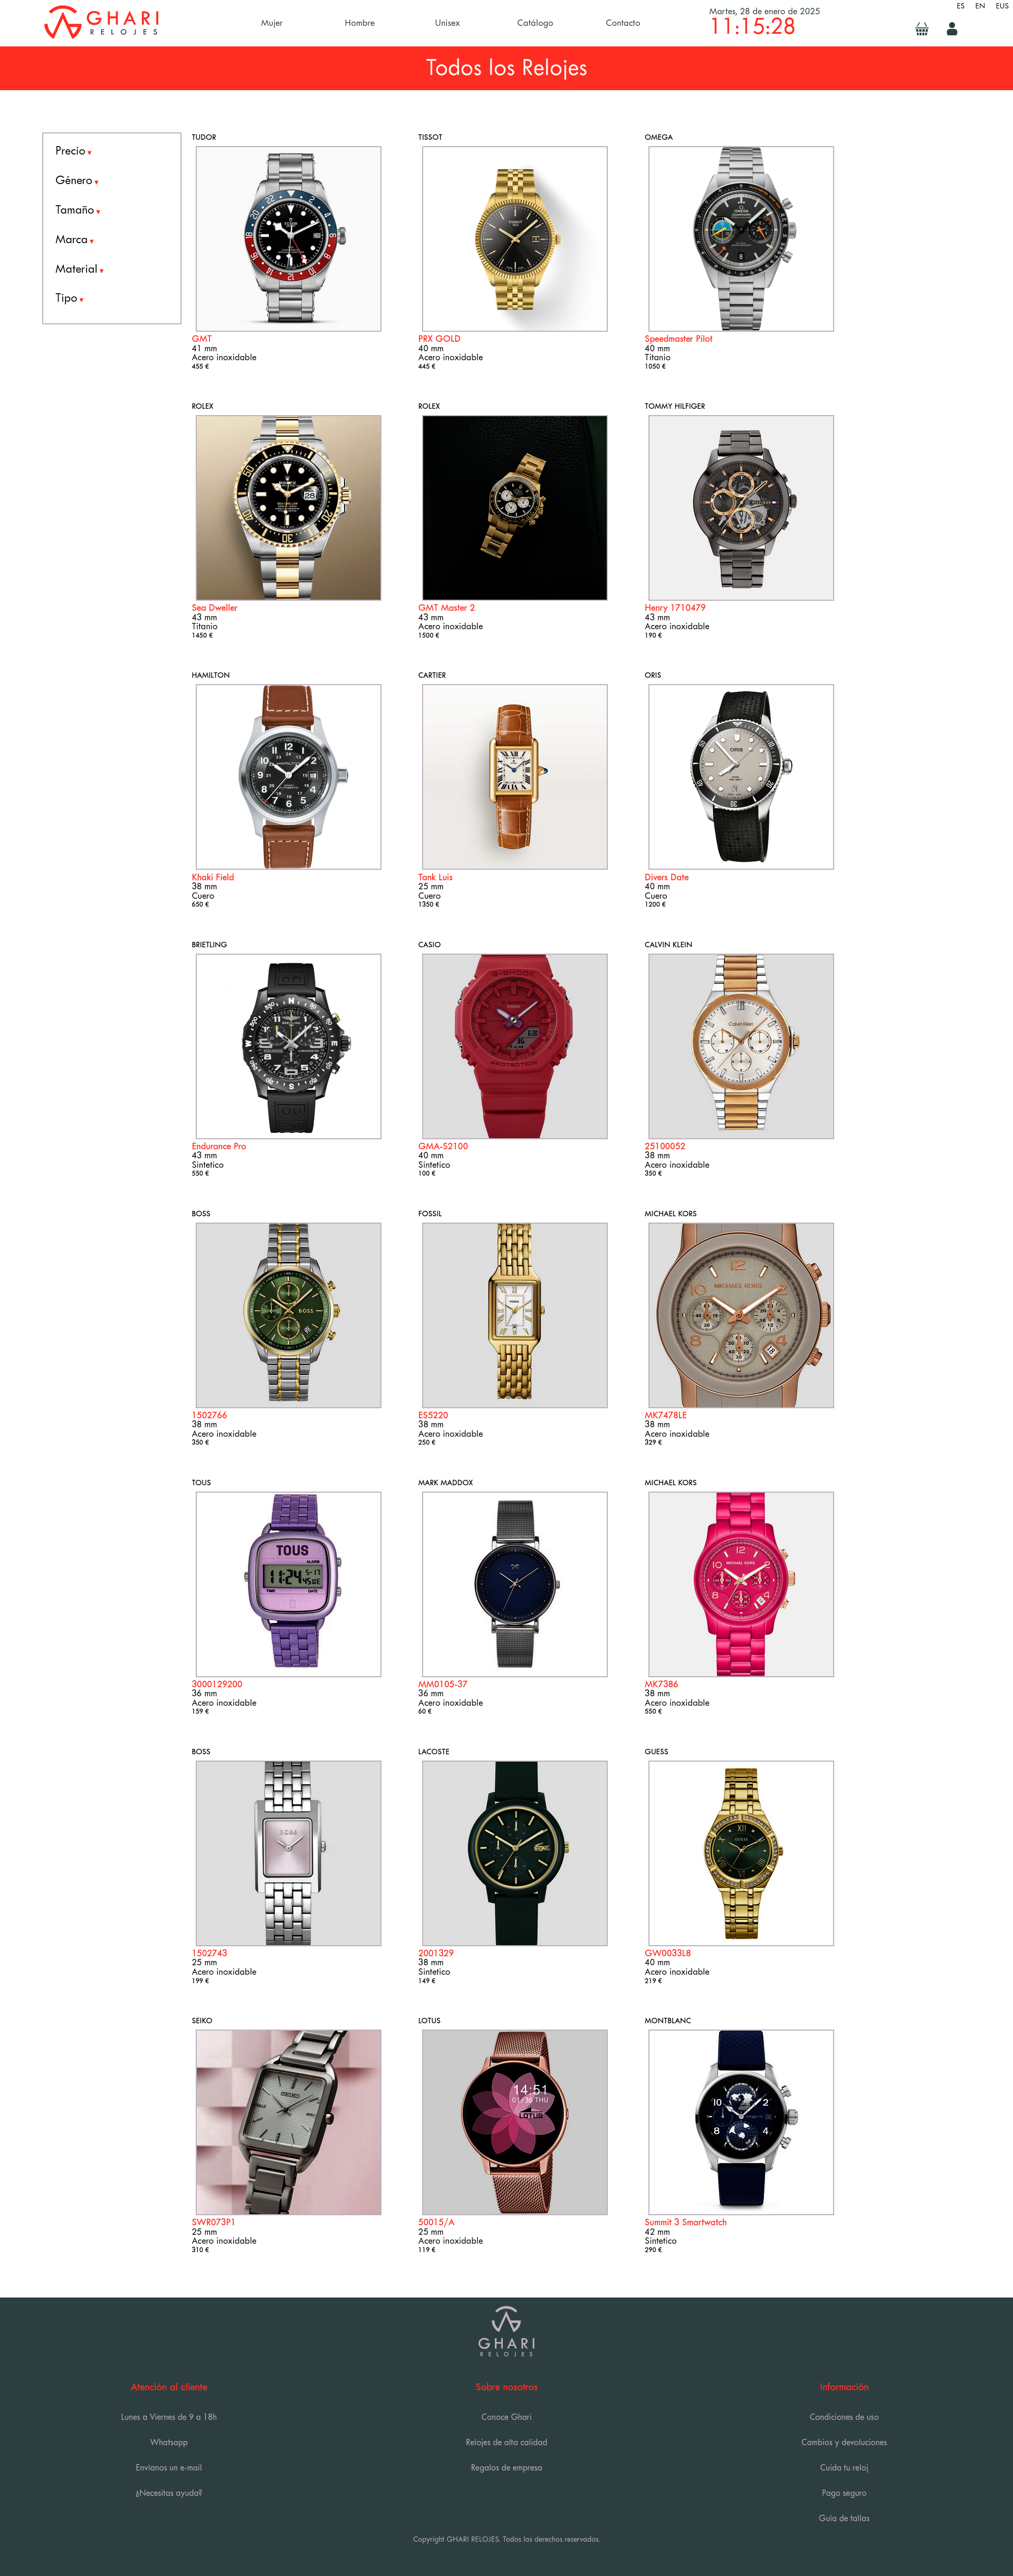 ES EN EUS
GHARI
RELOJES
Mujer Hombre Unisex Catálogo Contacto
Martes, 28 de enero de 2025
11:15:28
Todos los Relojes
Precio
Género
Tamaño
Marca
Material
Tipo
TUDOR TISSOT OMEGA
GMT PRX GOLD Speedmaster Pilot
41 mm 40 mm 40 mm
Acero inoxidable Acero inoxidable Titanio
455 € 445 € 1050 €
ROLEX ROLEX TOMMY HILFIGER
Sea Dweller GMT Master 2 Henry 1710479
43 mm 43 mm 43 mm
Titanio Acero inoxidable Acero inoxidable
1450 € 1500 € 190 €
HAMILTON CARTIER ORIS
Khaki Field Tank Luis Divers Date
38 mm 25 mm 40 mm
Cuero Cuero Cuero
650 € 1350 € 1200 €
BRIETLING CASIO CALVIN KLEIN
Endurance Pro GMA-S2100 25100052
43 mm 40 mm 38 mm
Sintetico Sintetico Acero inoxidable
550 € 100 € 350 €
BOSS FOSSIL MICHAEL KORS
1502766 ES5220 MK7478LE
38 mm 38 mm 38 mm
Acero inoxidable Acero inoxidable Acero inoxidable
350 € 250 € 329 €
TOUS MARK MADDOX MICHAEL KORS
TOUS
ALARM
11:24
TIME DATE
3000129200 MM0105-37 MK7386
36 mm 36 mm 38 mm
Acero inoxidable Acero inoxidable Acero inoxidable
159 € 60 € 550 €
BOSS LACOSTE GUESS
1502743 2001329 GW0033L8
25 mm 38 mm 40 mm
Acero inoxidable Sintetico Acero inoxidable
199 € 149 € 219 €
SEIKO LOTUS MONTBLANC
14:51
01/36 THU
LOTUS
SWR073P1 50015/A Summit 3 Smartwatch
25 mm 25 mm 42 mm
Acero inoxidable Acero inoxidable Sintetico
310 € 119 € 290 €
GHARI
RELOJES
Atención al cliente Sobre nosotros Información
Lunes a Viernes de 9 a 18h Conoce Ghari Condiciones de uso
Whatsapp Relojes de alta calidad Cambios y devoluciones
Envíanos un e-mail Regalos de empresa Cuida tu reloj
¿Necesitas ayuda? Pago seguro
Guía de tallas
Copyright GHARI RELOJES. Todos los derechos reservados.